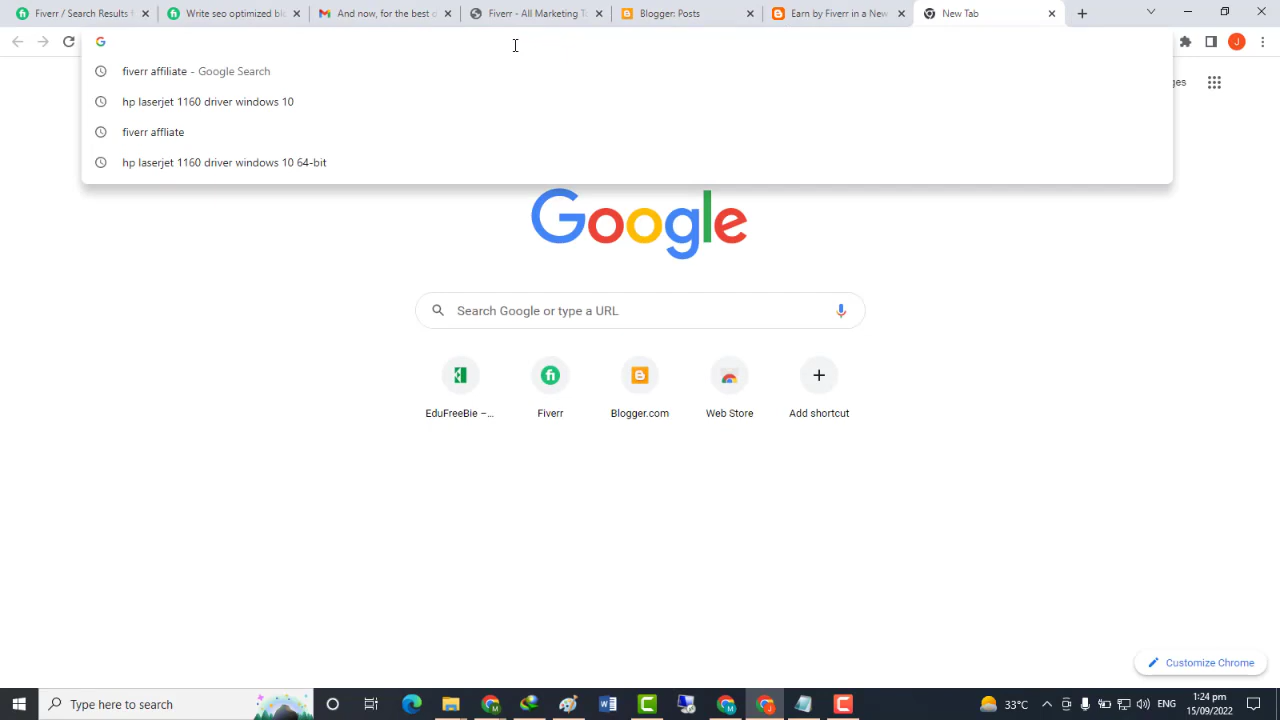 Fiverr / Search Results f
Write seo optimized blo
And now, for the best o
Fiverr - All Marketing T
Blogger: Posts
Earn by Fiverr in a New
New Tab
J
fiverr affiliate - Google Search
hp laserjet 1160 driver windows 10
fiverr affliate
hp laserjet 1160 driver windows 10 64-bit
ges
Google
Search Google or type a URL
EduFreeBie –...
Fiverr
Blogger.com
Web Store
Add shortcut
Customize Chrome
Type here to search
33°C
ENG
1:24 pm
15/09/2022